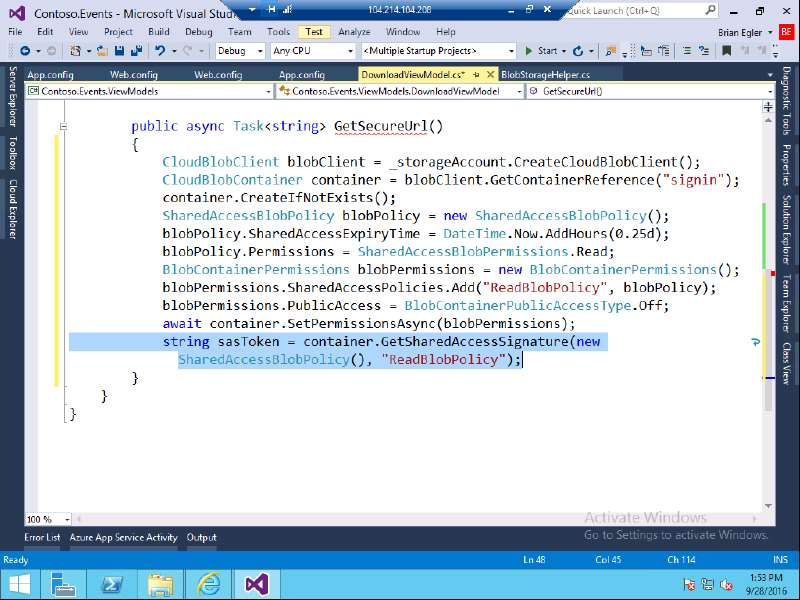 Contoso.Events - Microsoft Visual Studio
104.214.104.208
Quick Launch (Ctrl+Q)
File Edit View Project Build Debug Team Tools Test Analyze Window Help
Brian Egler BE
Debug Any CPU <Multiple Startup Projects> Start
App.config Web.config Web.config App.config DownloadViewModel.cs* BlobStorageHelper.cs
Contoso.Events.ViewModels Contoso.Events.ViewModels.DownloadViewModel GetSecureUrl()
Server Explorer
Toolbox
Cloud Explorer
public async Task<string> GetSecureUrl()
{
CloudBlobClient blobClient = _storageAccount.CreateCloudBlobClient();
CloudBlobContainer container = blobClient.GetContainerReference("signin");
container.CreateIfNotExists();
SharedAccessBlobPolicy blobPolicy = new SharedAccessBlobPolicy();
blobPolicy.SharedAccessExpiryTime = DateTime.Now.AddHours(0.25d);
blobPolicy.Permissions = SharedAccessBlobPermissions.Read;
BlobContainerPermissions blobPermissions = new BlobContainerPermissions();
blobPermissions.SharedAccessPolicies.Add("ReadBlobPolicy", blobPolicy);
blobPermissions.PublicAccess = BlobContainerPublicAccessType.Off;
await container.SetPermissionsAsync(blobPermissions);
string sasToken = container.GetSharedAccessSignature(new
SharedAccessBlobPolicy(), "ReadBlobPolicy");
}
}
}
Diagnostic Tools
Properties
Solution Explorer
Team Explorer
Class View
100 %
Activate Windows
Go to Settings to activate Windows.
Error List Azure App Service Activity Output
Ready Ln 48 Col 45 Ch 114 INS
1:53 PM
9/28/2016